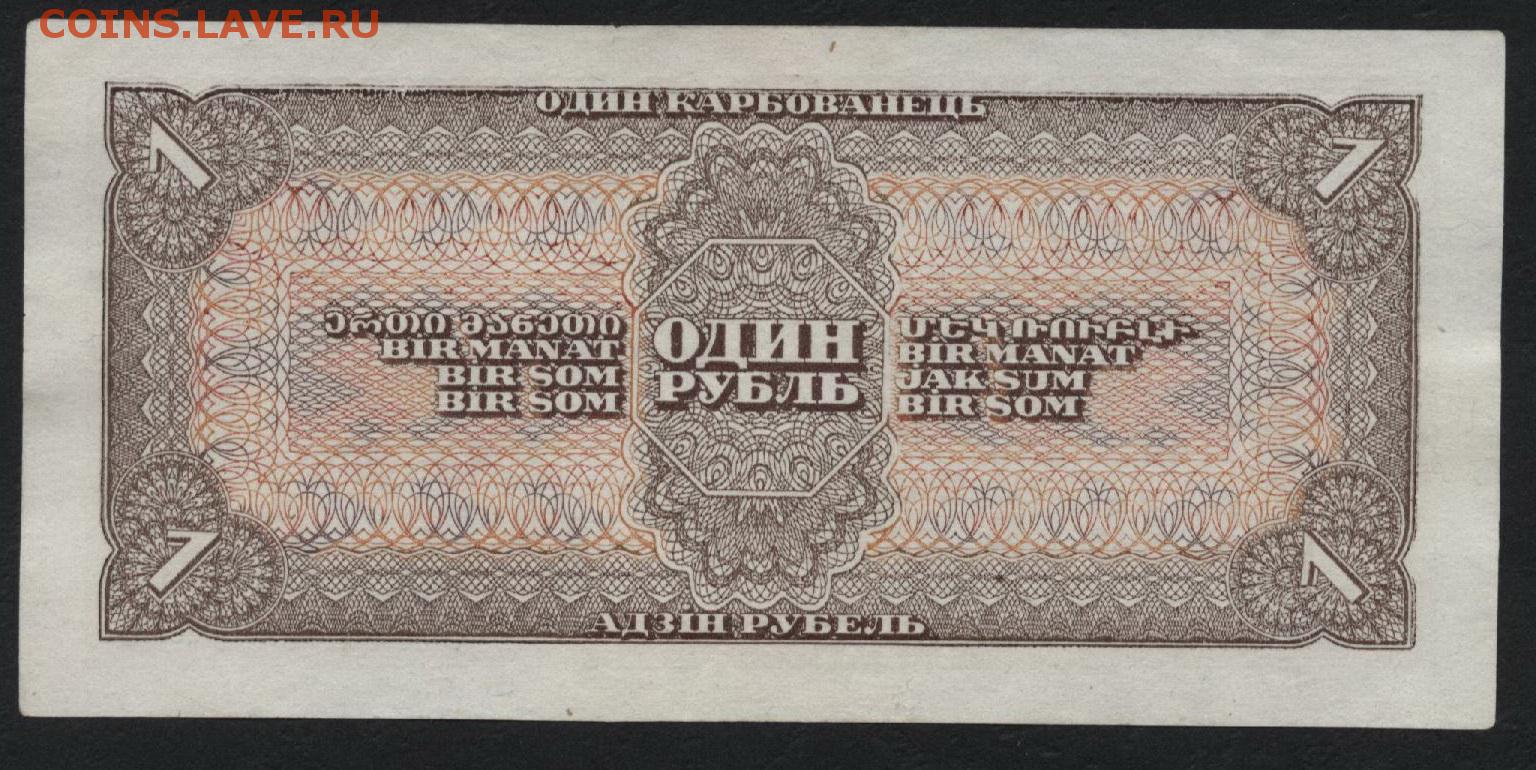 COINS.LAVE.RU
ОДИН КАРБОВАНЕЦЬ
1
1
ᲔᲠᲗᲘ ᲛᲐᲜᲔᲗᲘ
BIR MANAT
BIR SOM
BIR SOM
ОДИН
РУБЛЬ
ՄԵԿ ՌՈՒԲԼԻ
BIR MANAT
JAK SUM
BIR SOM
1
1
АДЗІН РУБЕЛЬ